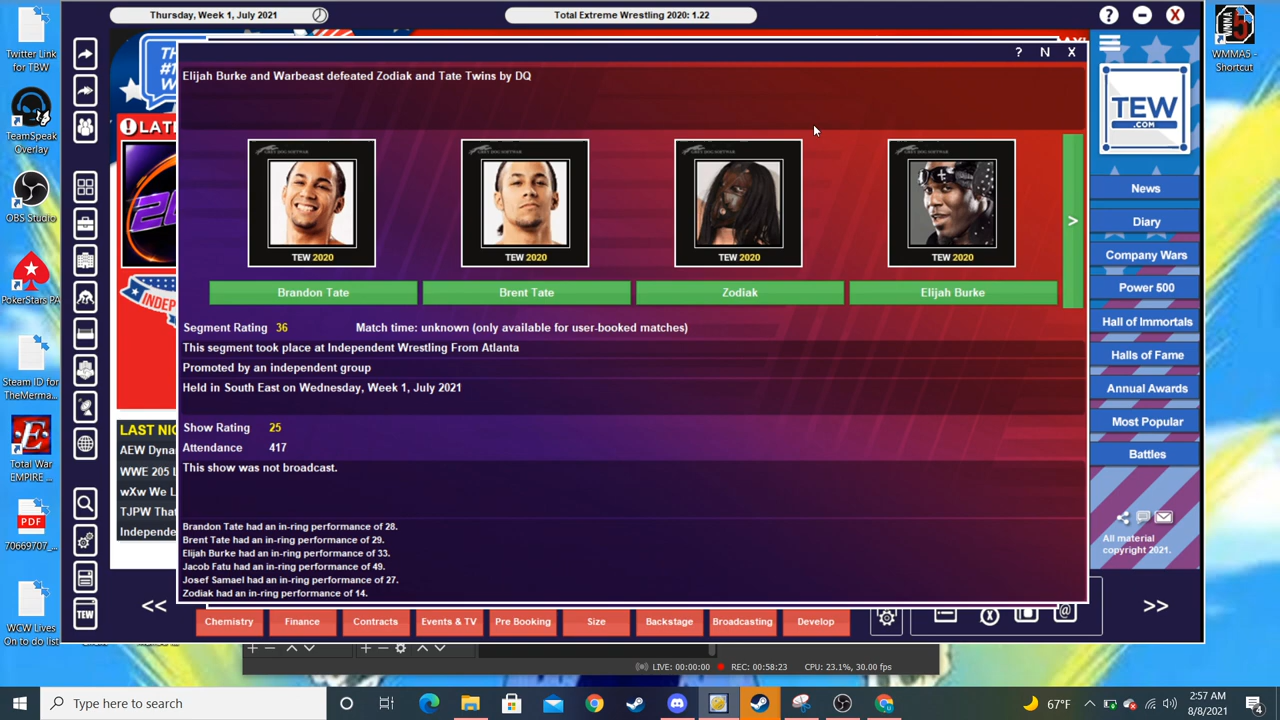 Twitter Link
for TBW
TeamSpeak
Overlay
OBS Studio
PokerStars PA
Steam ID for
TheMerma...
Total War
EMPIRE ...
PDF
70669707_...
WCW Lives
On to do list
Thursday, Week 1, July 2021
Total Extreme Wrestling 2020: 1.22
? X
WMMA5 -
Shortcut
? N X
Elijah Burke and Warbeast defeated Zodiak and Tate Twins by DQ
TEW 2020
TEW 2020
TEW 2020
TEW 2020
>
Brandon Tate
Brent Tate
Zodiak
Elijah Burke
Segment Rating 36 Match time: unknown (only available for user-booked matches)
This segment took place at Independent Wrestling From Atlanta
Promoted by an independent group
Held in South East on Wednesday, Week 1, July 2021
Show Rating 25
Attendance 417
This show was not broadcast.
Brandon Tate had an in-ring performance of 28.
Brent Tate had an in-ring performance of 29.
Elijah Burke had an in-ring performance of 33.
Jacob Fatu had an in-ring performance of 49.
Josef Samael had an in-ring performance of 27.
Zodiak had an in-ring performance of 14.
TH
#1
W
LAT
20
INDEP
LAST NI
AEW Dyna
WWE 205 L
wXw We L
TJPW That
Independe
TEW
.COM
News
Diary
Company Wars
Power 500
Hall of Immortals
Halls of Fame
Annual Awards
Most Popular
Battles
All material
copyright 2021.
TEW
<<
Chemistry
Finance
Contracts
Events & TV
Pre Booking
Size
Backstage
Broadcasting
Develop
>>
LIVE: 00:00:00
REC: 00:58:23
CPU: 23.1%, 30.00 fps
Type here to search
67°F
2:57 AM
8/8/2021
4